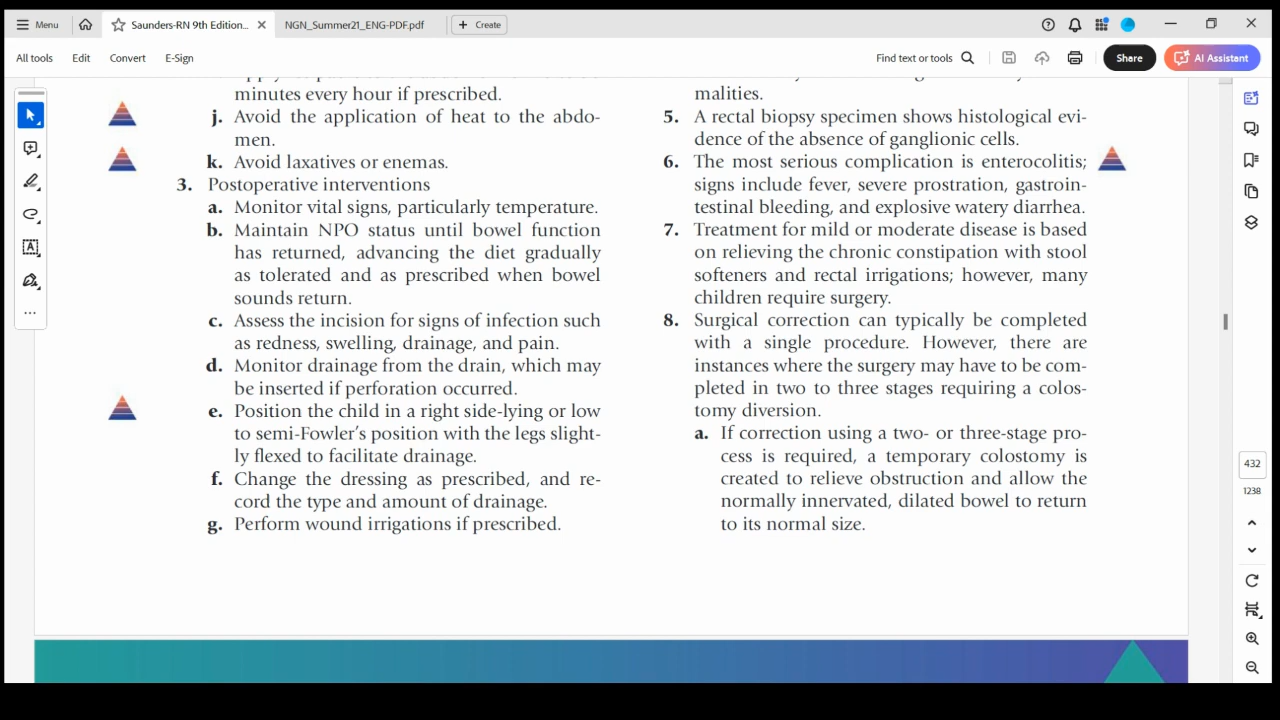 Menu
Saunders-RN 9th Edition...
NGN_Summer21_ENG-PDF.pdf
Create
All tools
Edit
Convert
E-Sign
Find text or tools
Share
AI Assistant
minutes every hour if prescribed.
j. Avoid the application of heat to the abdo-
men.
k. Avoid laxatives or enemas.
3. Postoperative interventions
a. Monitor vital signs, particularly temperature.
b. Maintain NPO status until bowel function
has returned, advancing the diet gradually
as tolerated and as prescribed when bowel
sounds return.
c. Assess the incision for signs of infection such
as redness, swelling, drainage, and pain.
d. Monitor drainage from the drain, which may
be inserted if perforation occurred.
e. Position the child in a right side-lying or low
to semi-Fowler's position with the legs slight-
ly flexed to facilitate drainage.
f. Change the dressing as prescribed, and re-
cord the type and amount of drainage.
g. Perform wound irrigations if prescribed.
malities.
5. A rectal biopsy specimen shows histological evi-
dence of the absence of ganglionic cells.
6. The most serious complication is enterocolitis;
signs include fever, severe prostration, gastroin-
testinal bleeding, and explosive watery diarrhea.
7. Treatment for mild or moderate disease is based
on relieving the chronic constipation with stool
softeners and rectal irrigations; however, many
children require surgery.
8. Surgical correction can typically be completed
with a single procedure. However, there are
instances where the surgery may have to be com-
pleted in two to three stages requiring a colos-
tomy diversion.
a. If correction using a two- or three-stage pro-
cess is required, a temporary colostomy is
created to relieve obstruction and allow the
normally innervated, dilated bowel to return
to its normal size.
432
1238